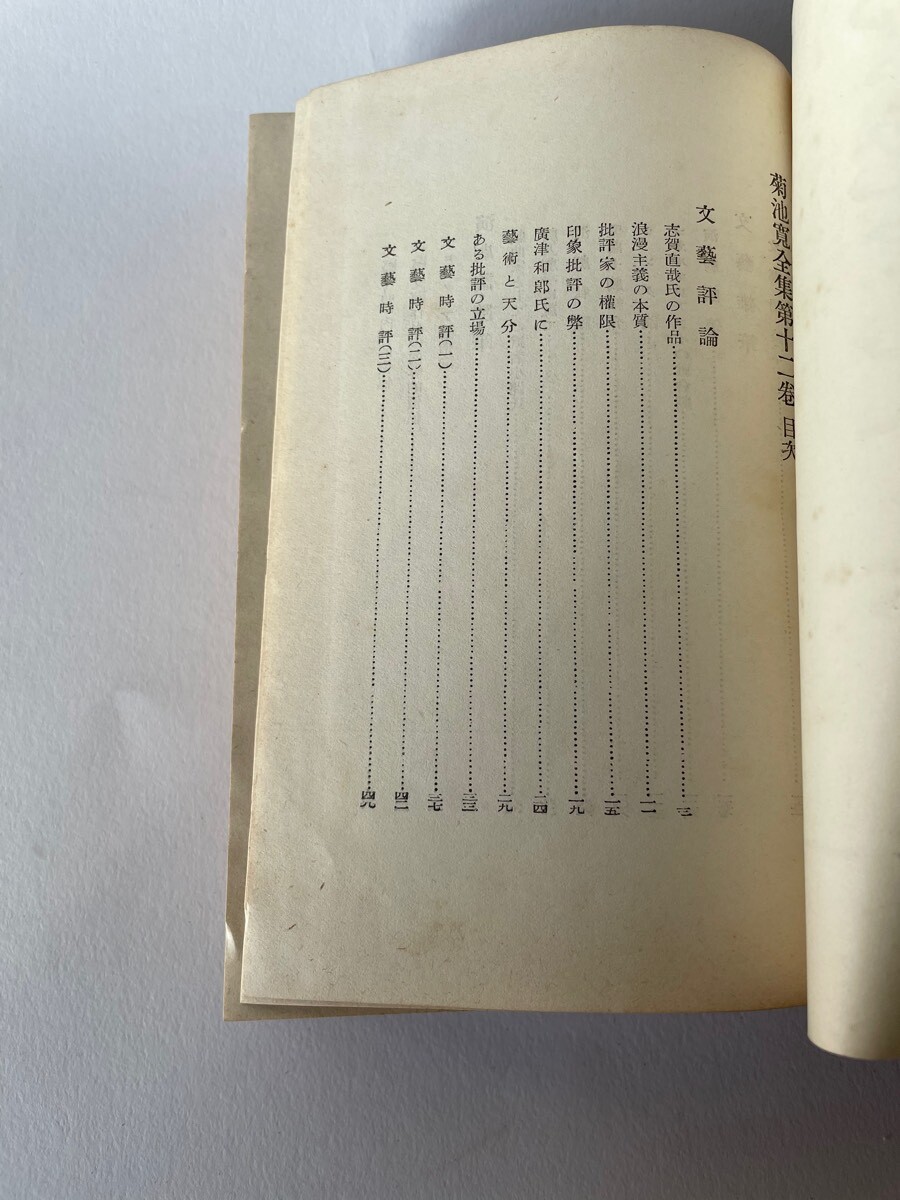 菊池寬全集第十二卷 目次
文藝評論
志賀直哉氏の作品 三
浪漫主義の本質 一一
批評家の權限 一五
印象批評の弊 一九
廣津和郎氏に 二四
藝術と天分 二九
ある批評の立場 三三
文藝時評(一) 三七
文藝時評(二) 四二
文藝時評(三) 四九